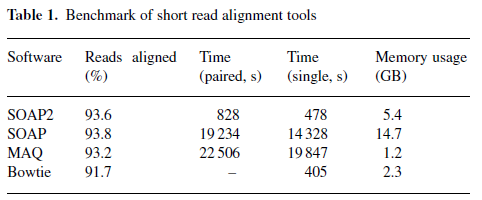 Table 1. Benchmark of short read alignment tools
Software Reads aligned Time Time Memory usage
(%) (paired, s) (single, s) (GB)
SOAP2 93.6 828 478 5.4
SOAP 93.8 19 234 14 328 14.7
MAQ 93.2 22 506 19 847 1.2
Bowtie 91.7 – 405 2.3